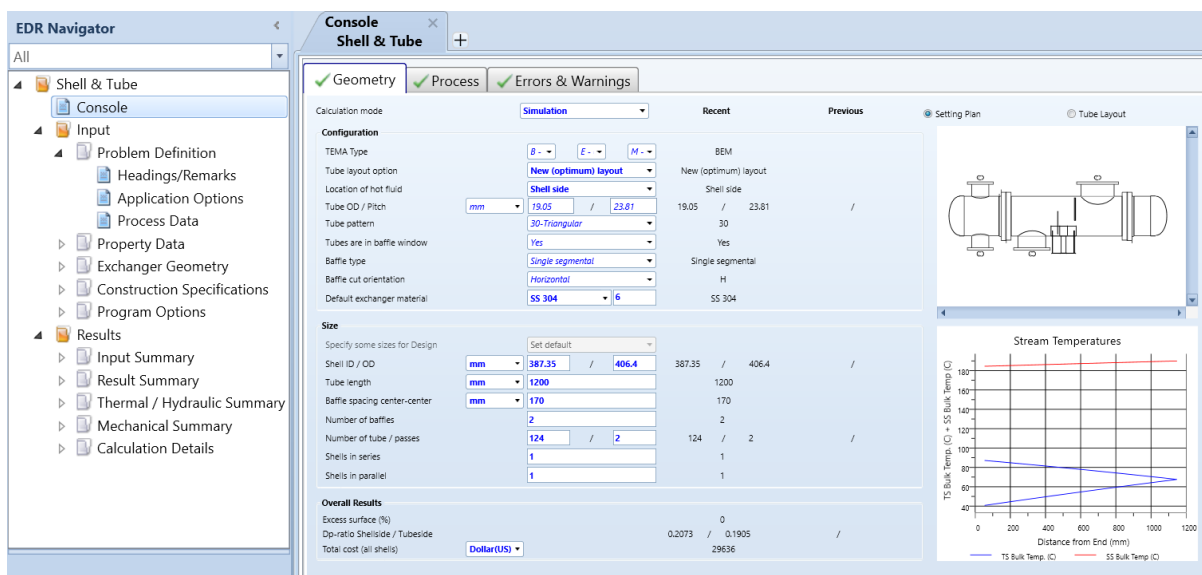 EDR Navigator
All
Shell & Tube
Console
Input
Problem Definition
Headings/Remarks
Application Options
Process Data
Property Data
Exchanger Geometry
Construction Specifications
Program Options
Results
Input Summary
Result Summary
Thermal / Hydraulic Summary
Mechanical Summary
Calculation Details
Console
Shell & Tube
Geometry Process Errors & Warnings
Calculation mode Simulation Recent Previous
Configuration
TEMA Type B - E - M - BEM
Tube layout option New (optimum) layout New (optimum) layout
Location of hot fluid Shell side Shell side
Tube OD / Pitch mm 19.05 / 23.81 19.05 / 23.81 /
Tube pattern 30-Triangular 30
Tubes are in baffle window Yes Yes
Baffle type Single segmental Single segmental
Baffle cut orientation Horizontal H
Default exchanger material SS 304 6 SS 304
Size
Specify some sizes for Design Set default
Shell ID / OD mm 387.35 / 406.4 387.35 / 406.4 /
Tube length mm 1200 1200
Baffle spacing center-center mm 170 170
Number of baffles 2 2
Number of tube / passes 124 / 2 124 / 2 /
Shells in series 1 1
Shells in parallel 1 1
Overall Results
Excess surface (%) 0
Dp-ratio Shellside / Tubeside 0.2073 / 0.1905 /
Total cost (all shells) Dollar(US) 29636
Setting Plan Tube Layout
Stream Temperatures
TS Bulk Temp. (C) + SS Bulk Temp (C)
180
160
140
120
100
80
60
40
0 200 400 600 800 1000 1200
Distance from End (mm)
TS Bulk Temp. (C) SS Bulk Temp (C)